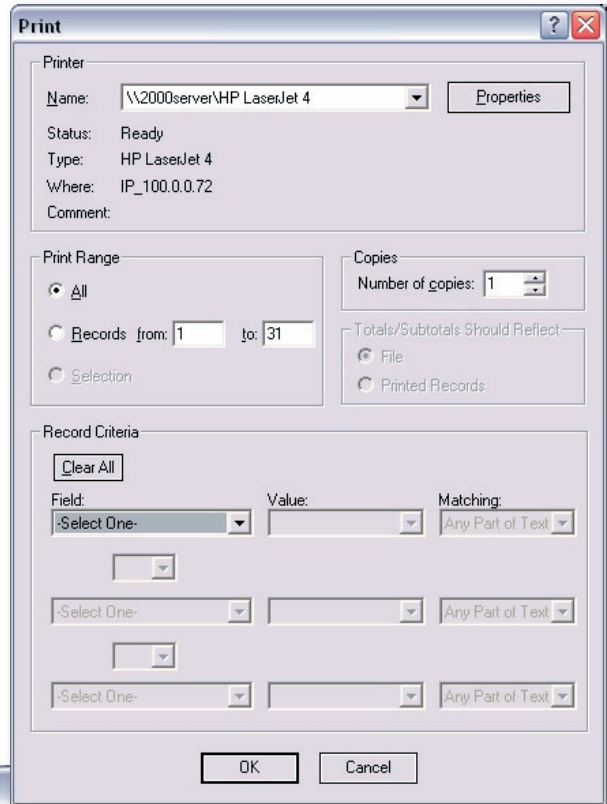 Print
Printer
Name: \\2000server\HP LaserJet 4 Properties
Status: Ready
Type: HP LaserJet 4
Where: IP_100.0.0.72
Comment:
Print Range
All
Records from: 1 to: 31
Selection
Copies
Number of copies: 1
Totals/Subtotals Should Reflect
File
Printed Records
Record Criteria
Clear All
Field: Value: Matching:
-Select One- Any Part of Text
-Select One- Any Part of Text
-Select One- Any Part of Text
OK Cancel